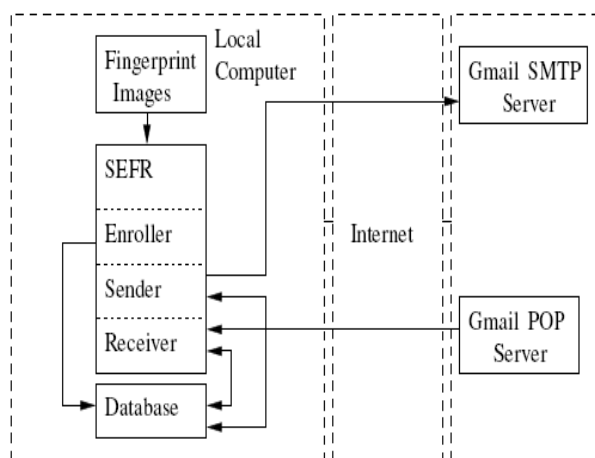 Fingerprint
Images
Local
Computer
Gmail SMTP
Server
SEFR
Enroller
Internet
Sender
Receiver
Gmail POP
Server
Database